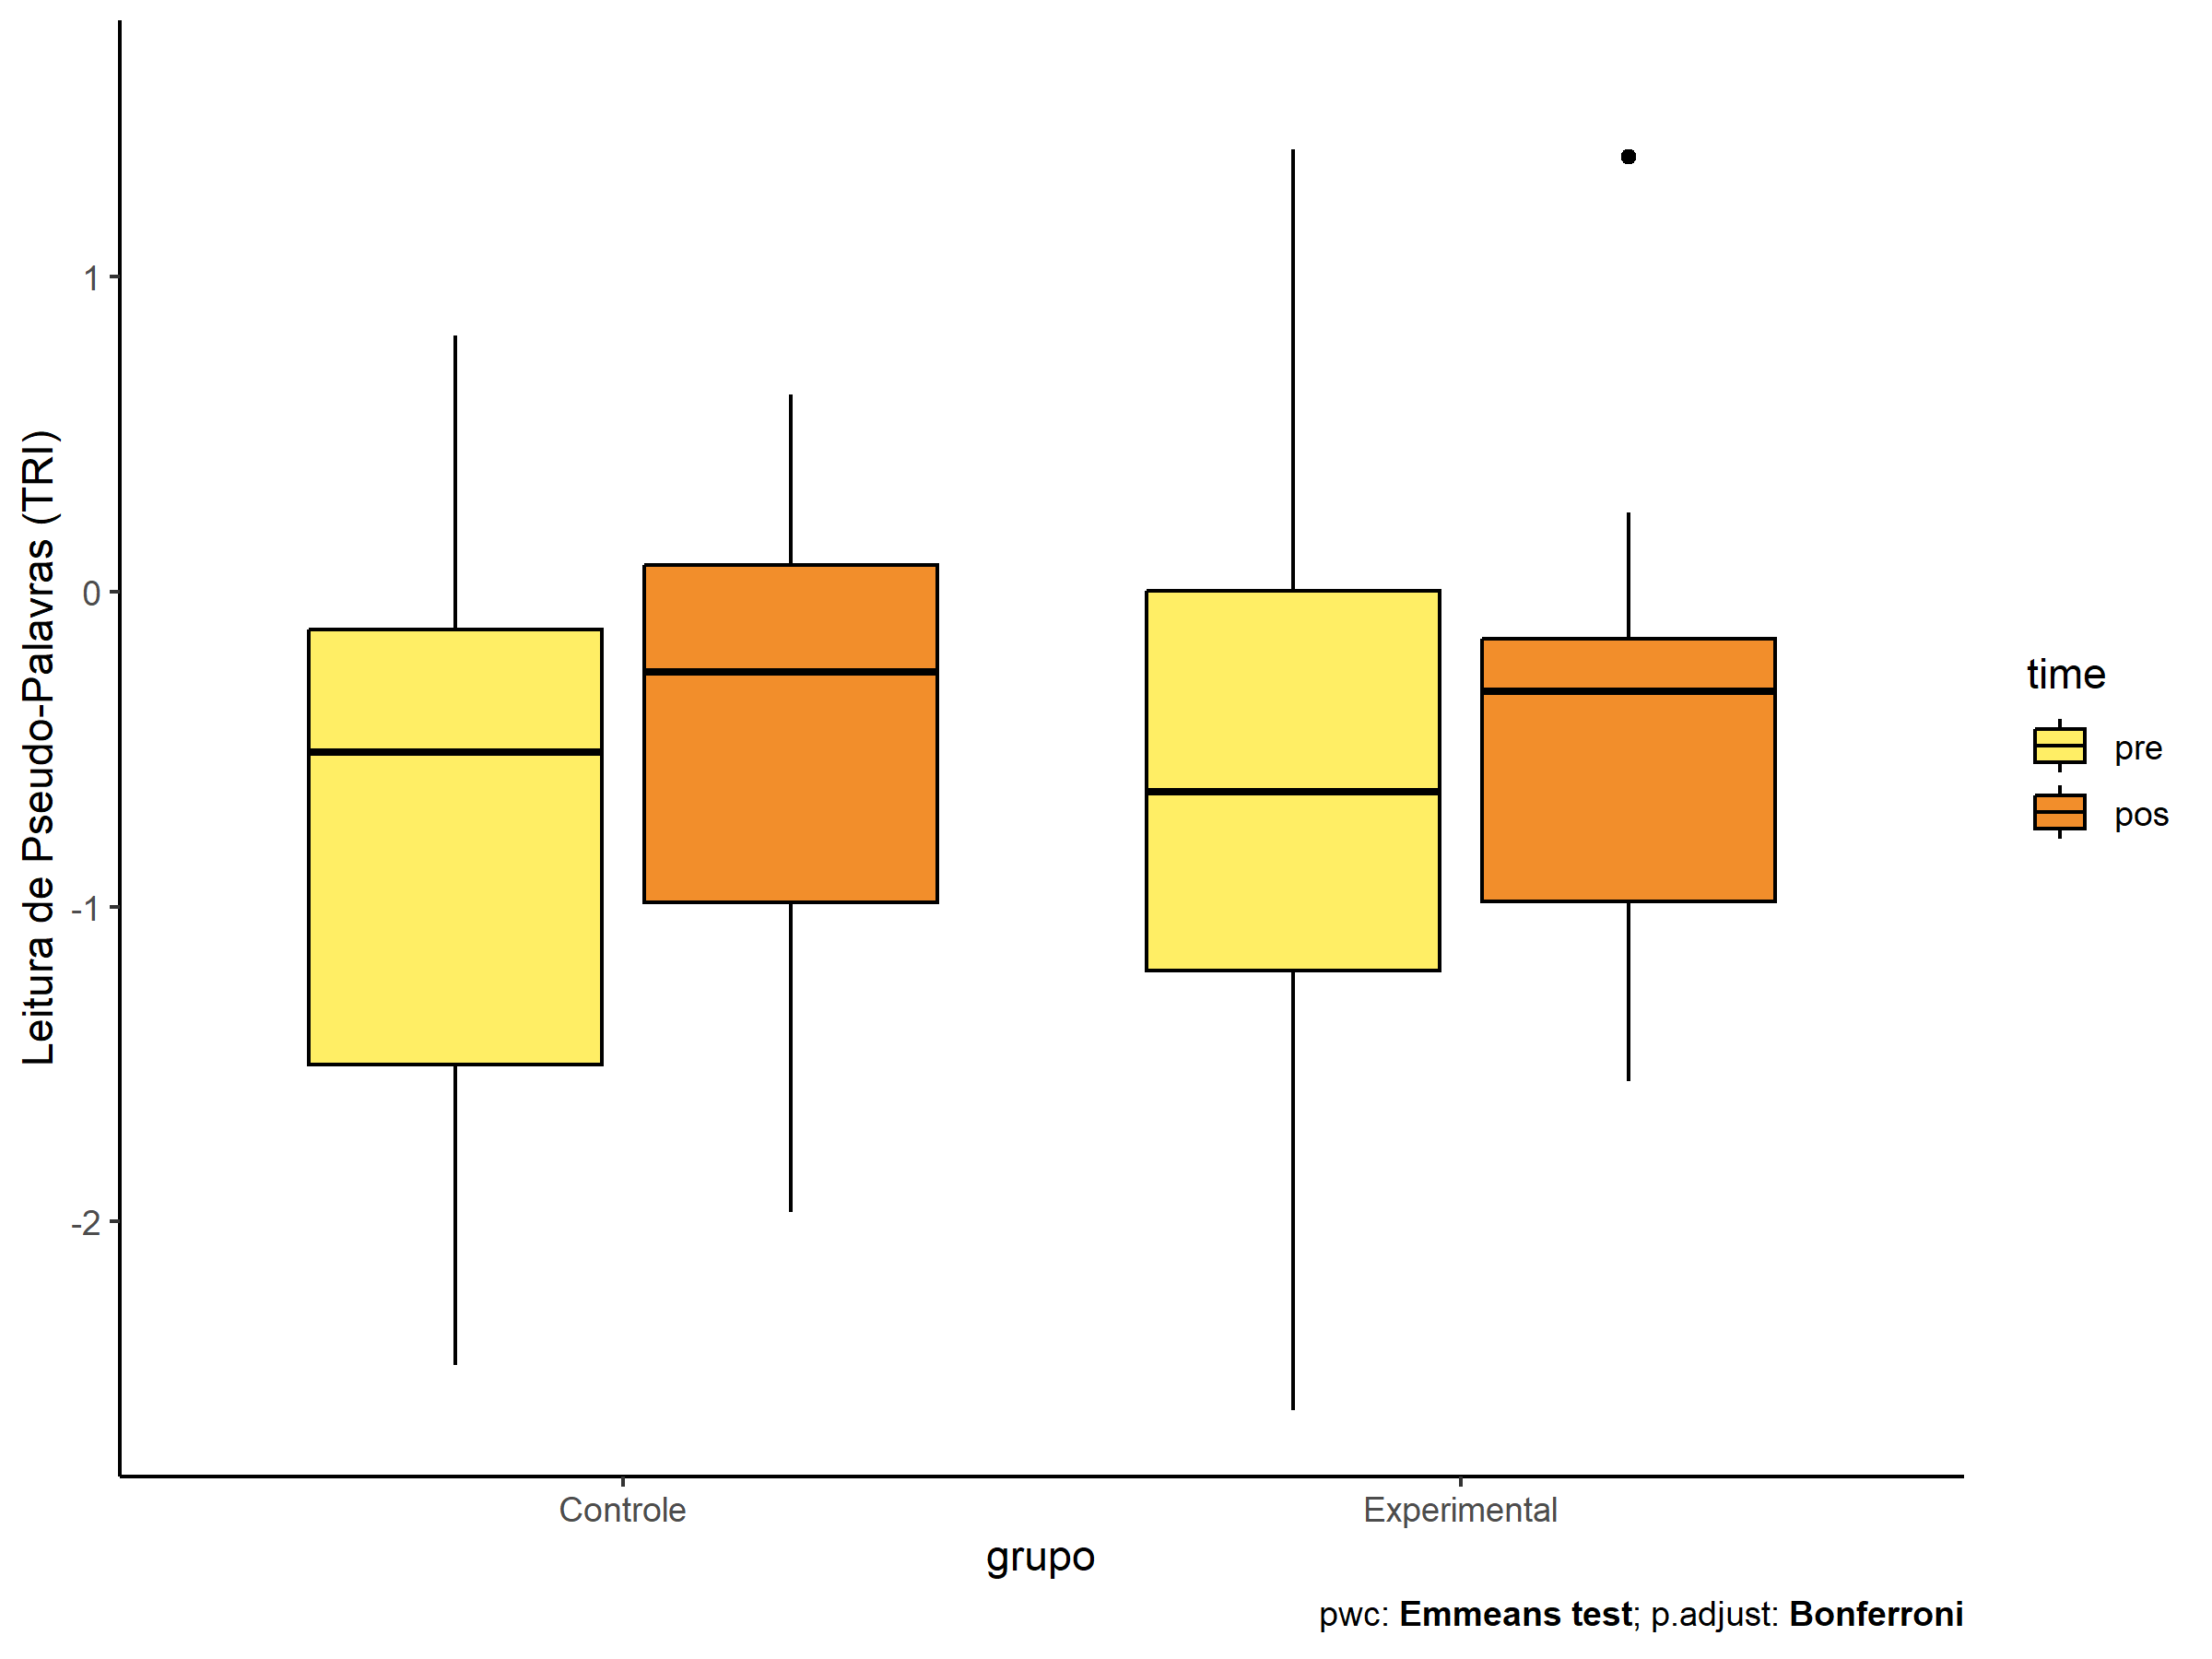 Leitura de Pseudo-Palavras (TRI)
1
0
-1
-2
Controle
Experimental
grupo
time
pre
pos
pwc: Emmeans test; p.adjust: Bonferroni